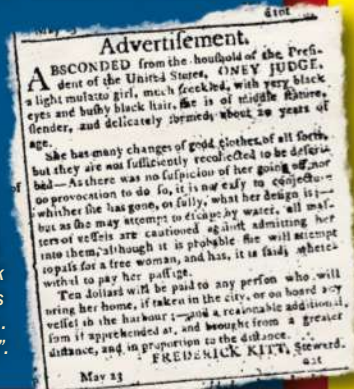 Advertisement.
ABSCONDED from the houshold of the Presi-
dent of the United States, ONEY JUDGE,
a light mulatto girl, much freckled, with very black
eyes and bushy black hair, she is of middle stature,
slender, and delicately formed, about 20 years of
age.
She has many changes of good clothes of all sorts,
but they are not sufficiently recollected to be described
bed—As there was no suspicion of her going off, nor
no provocation to do so, it is not easy to conjecture
whither she has gone, or fully, what her design is;—
but as she may attempt to escape by water, all mas-
ters of vessels are cautioned against admitting her
into them, although it is probable she will attempt
to pass for a free woman, and has, it is said, where-
withal to pay her passage.
Ten dollars will be paid to any person who will
bring her home, if taken in the city, or on board any
vessel in the harbour;—and a reasonable additional
sum if apprehended at, and brought from a greater
distance, and in proportion to the distance.
FREDERICK KITT, Steward.
May 23